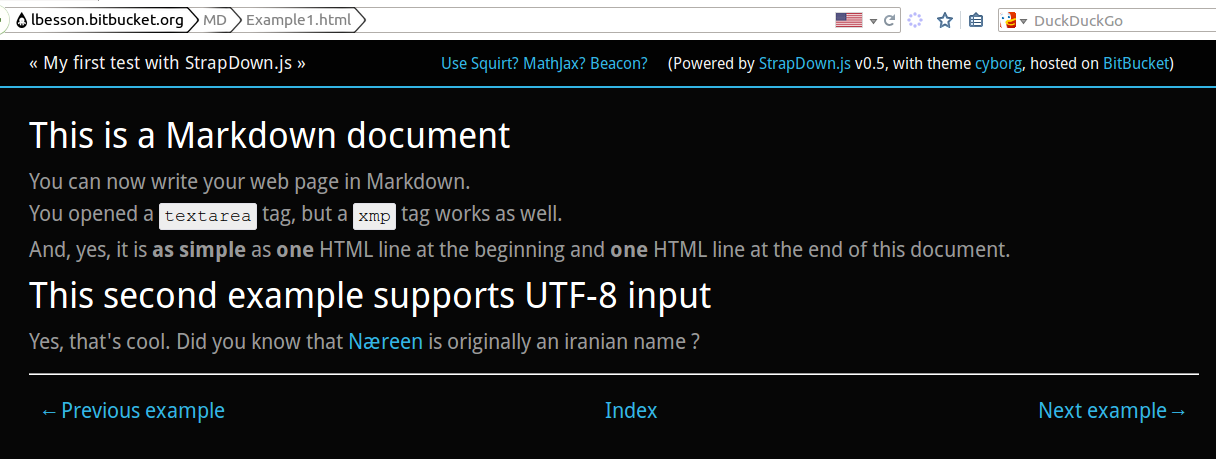 lbesson.bitbucket.org MD Example1.html DuckDuckGo
« My first test with StrapDown.js » Use Squirt? MathJax? Beacon? (Powered by StrapDown.js v0.5, with theme cyborg, hosted on BitBucket)
This is a Markdown document
You can now write your web page in Markdown.
You opened a textarea tag, but a xmp tag works as well.
And, yes, it is as simple as one HTML line at the beginning and one HTML line at the end of this document.
This second example supports UTF-8 input
Yes, that's cool. Did you know that Næreen is originally an iranian name ?
←Previous example Index Next example→